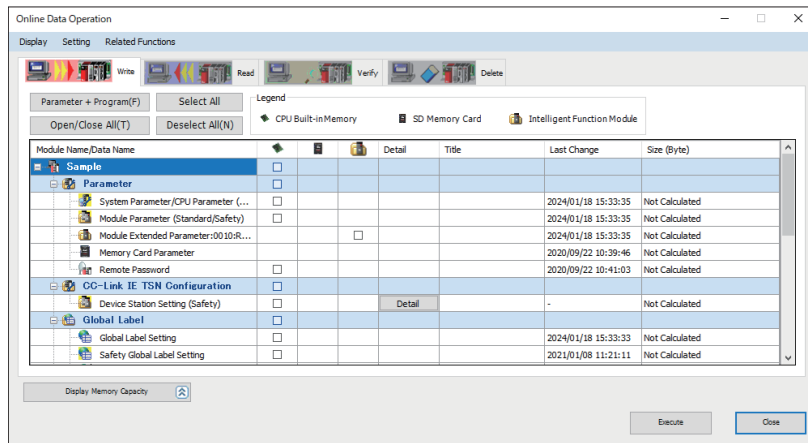 Online Data Operation
Display Setting Related Functions
Write Read Verify Delete
Parameter + Program(F) Select All Legend
CPU Built-in Memory SD Memory Card Intelligent Function Module
Open/Close All(T) Deselect All(N)
Module Name/Data Name Detail Title Last Change Size (Byte)
Sample
Parameter
System Parameter/CPU Parameter (... 2024/01/18 15:33:35 Not Calculated
Module Parameter (Standard/Safety) 2024/01/18 15:33:35 Not Calculated
Module Extended Parameter:0010:R... 2024/01/18 15:33:35 Not Calculated
Memory Card Parameter 2020/09/22 10:39:46 Not Calculated
Remote Password 2020/09/22 10:41:03 Not Calculated
CC-Link IE TSN Configuration
Device Station Setting (Safety) Detail - Not Calculated
Global Label
Global Label Setting 2024/01/18 15:33:33 Not Calculated
Safety Global Label Setting 2021/01/08 11:21:11 Not Calculated
Display Memory Capacity
Execute Close